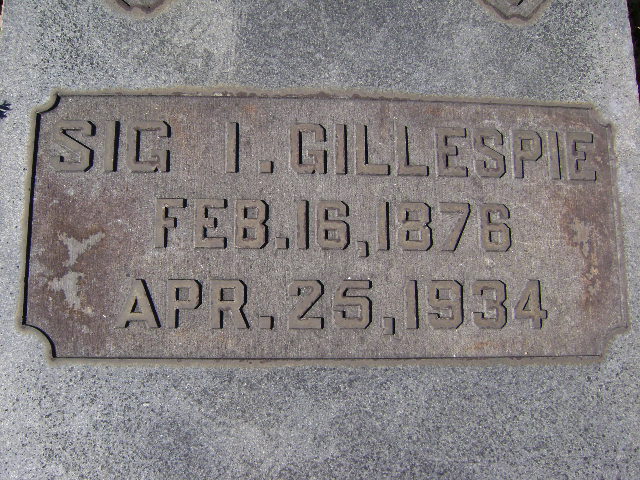 SIG I. GILLESPIE
FEB. 16, 1876
APR. 25, 1934